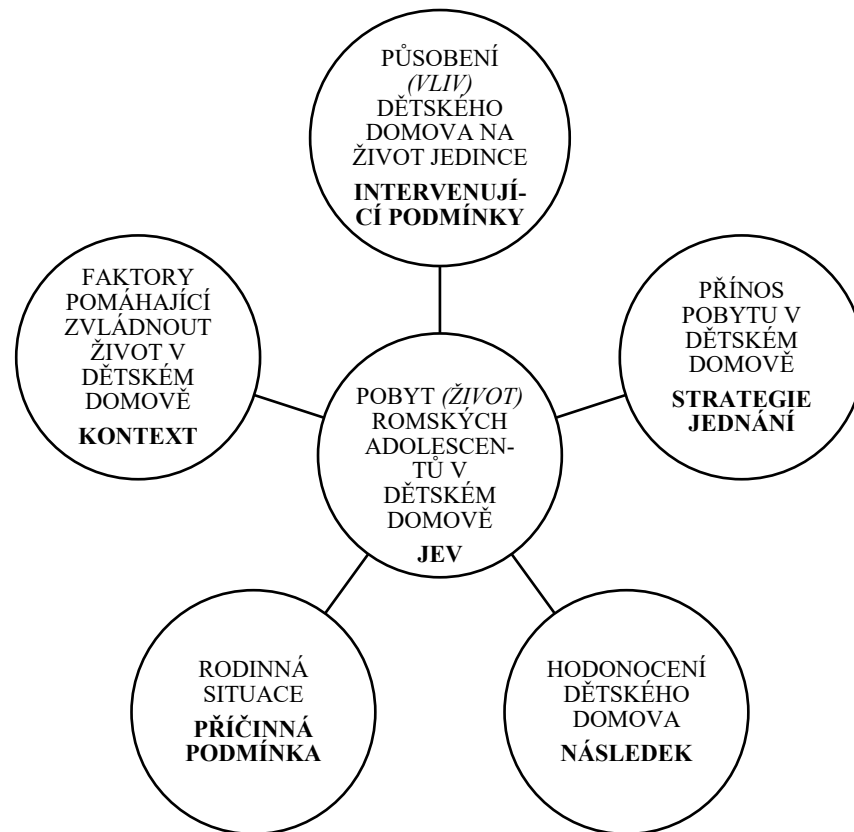 PŮSOBENÍ
(VLIV)
DĚTSKÉHO
DOMOVA NA
ŽIVOT JEDINCE
INTERVENUJÍ-
CÍ PODMÍNKY
FAKTORY
POMÁHAJÍCÍ
ZVLÁDNOUT
ŽIVOT V
DĚTSKÉM
DOMOVĚ
KONTEXT
PŘÍNOS
POBYTU V
DĚTSKÉM
DOMOVĚ
STRATEGIE
JEDNÁNÍ
POBYT (ŽIVOT)
ROMSKÝCH
ADOLESCEN-
TŮ V
DĚTSKÉM
DOMOVĚ
JEV
RODINNÁ
SITUACE
PŘÍČINNÁ
PODMÍNKA
HODONOCENÍ
DĚTSKÉHO
DOMOVA
NÁSLEDEK